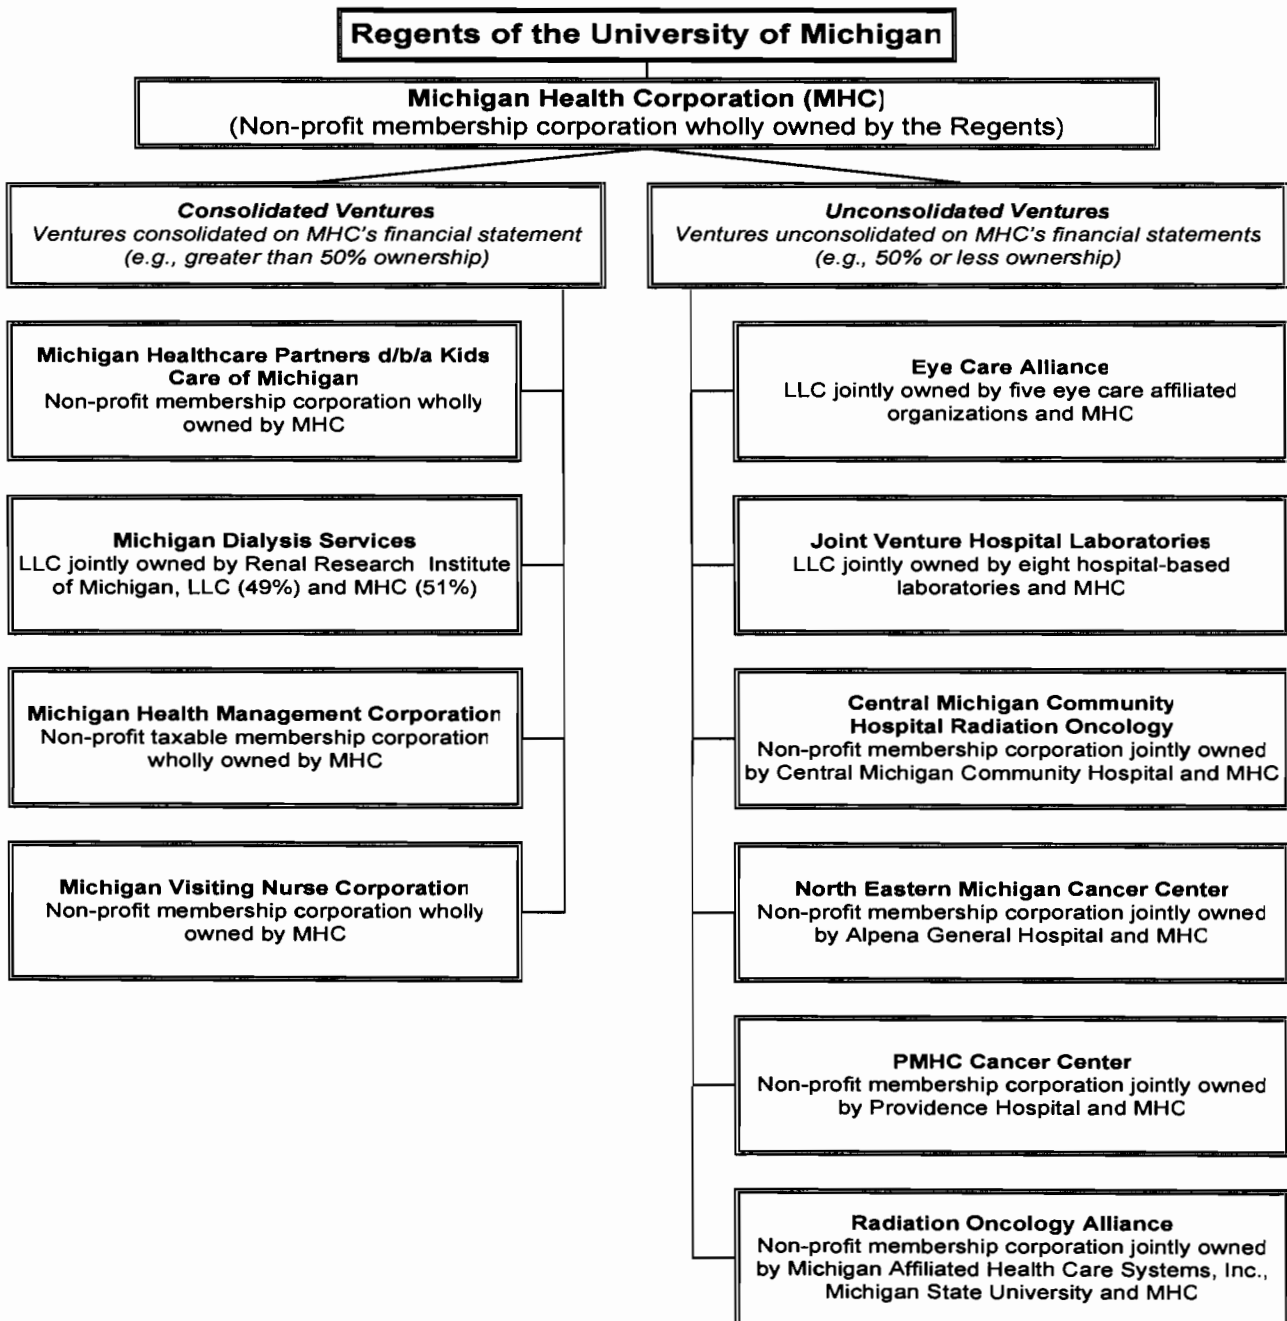 Regents of the University of Michigan
Michigan Health Corporation (MHC)
(Non-profit membership corporation wholly owned by the Regents)
Consolidated Ventures
Ventures consolidated on MHC's financial statement
(e.g., greater than 50% ownership)
Michigan Healthcare Partners d/b/a Kids
Care of Michigan
Non-profit membership corporation wholly
owned by MHC
Michigan Dialysis Services
LLC jointly owned by Renal Research Institute
of Michigan, LLC (49%) and MHC (51%)
Michigan Health Management Corporation
Non-profit taxable membership corporation
wholly owned by MHC
Michigan Visiting Nurse Corporation
Non-profit membership corporation wholly
owned by MHC
Unconsolidated Ventures
Ventures unconsolidated on MHC's financial statements
(e.g., 50% or less ownership)
Eye Care Alliance
LLC jointly owned by five eye care affiliated
organizations and MHC
Joint Venture Hospital Laboratories
LLC jointly owned by eight hospital-based
laboratories and MHC
Central Michigan Community
Hospital Radiation Oncology
Non-profit membership corporation jointly owned
by Central Michigan Community Hospital and MHC
North Eastern Michigan Cancer Center
Non-profit membership corporation jointly owned
by Alpena General Hospital and MHC
PMHC Cancer Center
Non-profit membership corporation jointly owned
by Providence Hospital and MHC
Radiation Oncology Alliance
Non-profit membership corporation jointly owned
by Michigan Affiliated Health Care Systems, Inc.,
Michigan State University and MHC